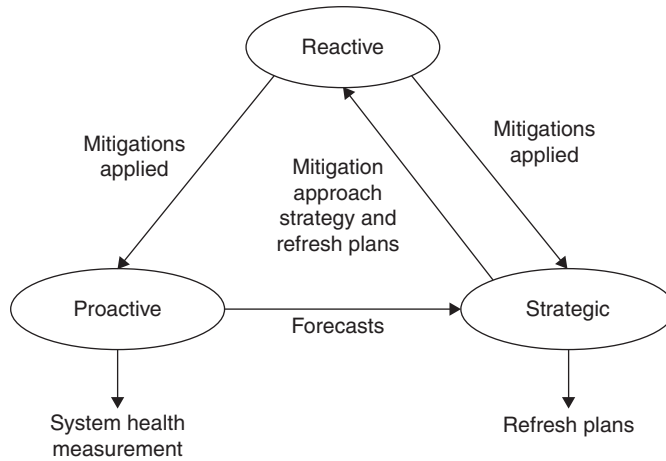 Reactive
Mitigations
applied
Mitigations
applied
Mitigation
approach
strategy and
refresh plans
Proactive
Forecasts
Strategic
System health
measurement
Refresh plans